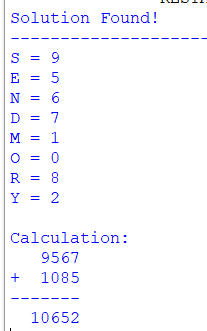 Solution Found!
--------------------
S = 9
E = 5
N = 6
D = 7
M = 1
O = 0
R = 8
Y = 2
Calculation:
   9567
+  1085
-------
  10652